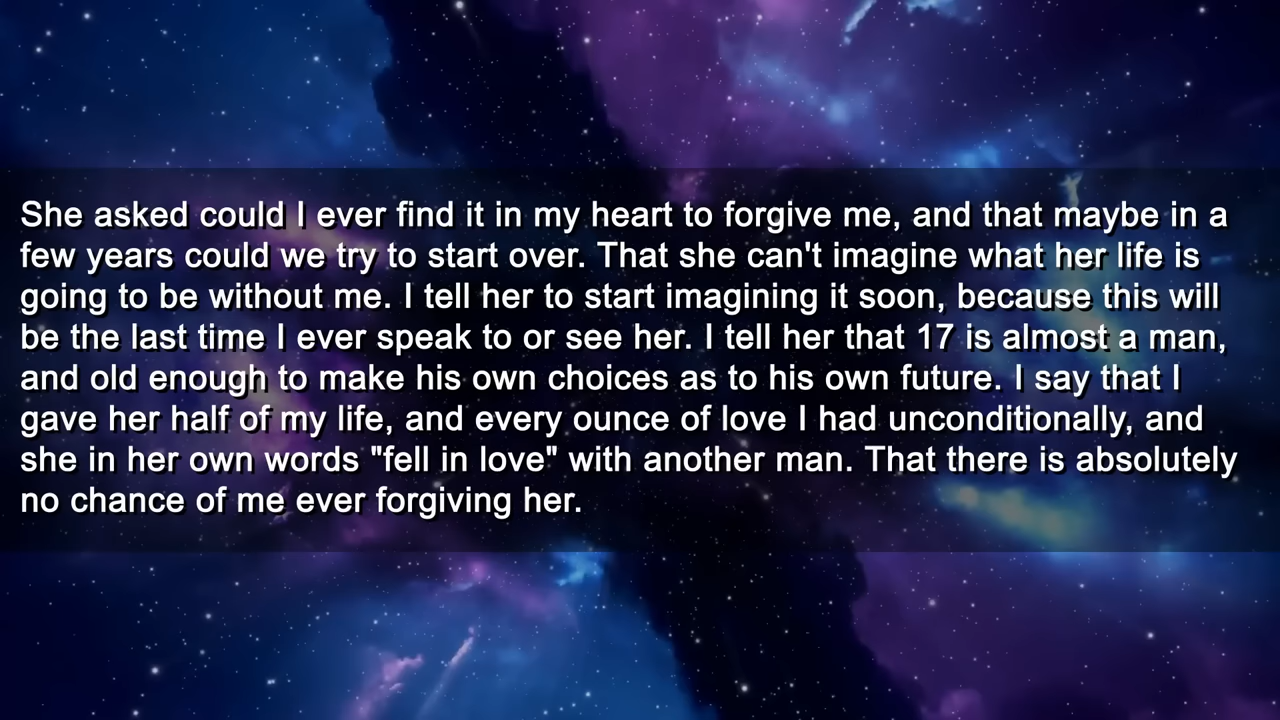 She asked could I ever find it in my heart to forgive me, and that maybe in a
few years could we try to start over. That she can't imagine what her life is
going to be without me. I tell her to start imagining it soon, because this will
be the last time I ever speak to or see her. I tell her that 17 is almost a man,
and old enough to make his own choices as to his own future. I say that I
gave her half of my life, and every ounce of love I had unconditionally, and
she in her own words "fell in love" with another man. That there is absolutely
no chance of me ever forgiving her.